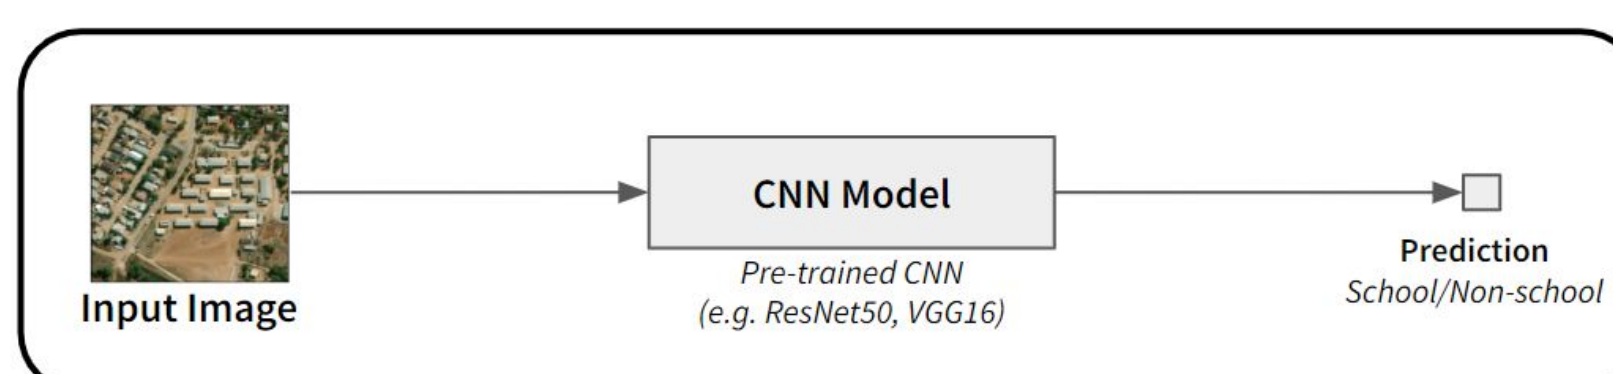 Input Image
CNN Model
Pre-trained CNN
(e.g. ResNet50, VGG16)
Prediction
School/Non-school